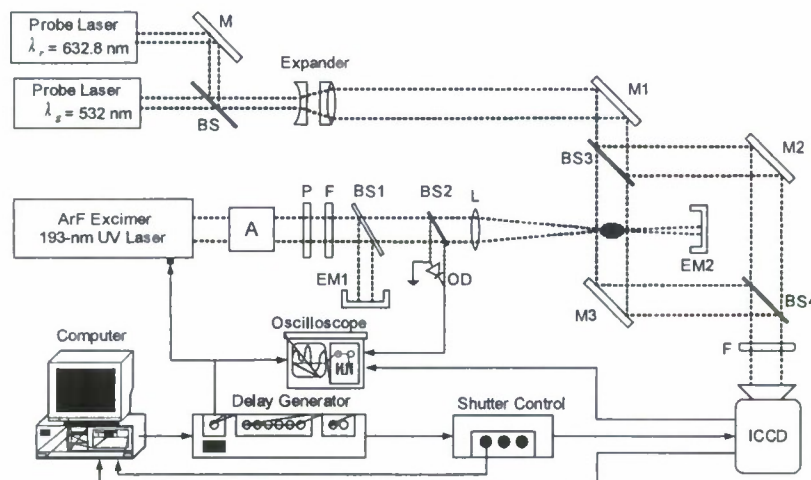 Probe Laser
λr = 632.8 nm
M
Probe Laser
λs = 532 nm
BS
Expander
M1
M2
BS3
ArF Excimer
193-nm UV Laser
A
P
F
BS1
BS2
L
EM1
OD
EM2
M3
BS4
F
Computer
Oscilloscope
Delay Generator
Shutter Control
ICCD